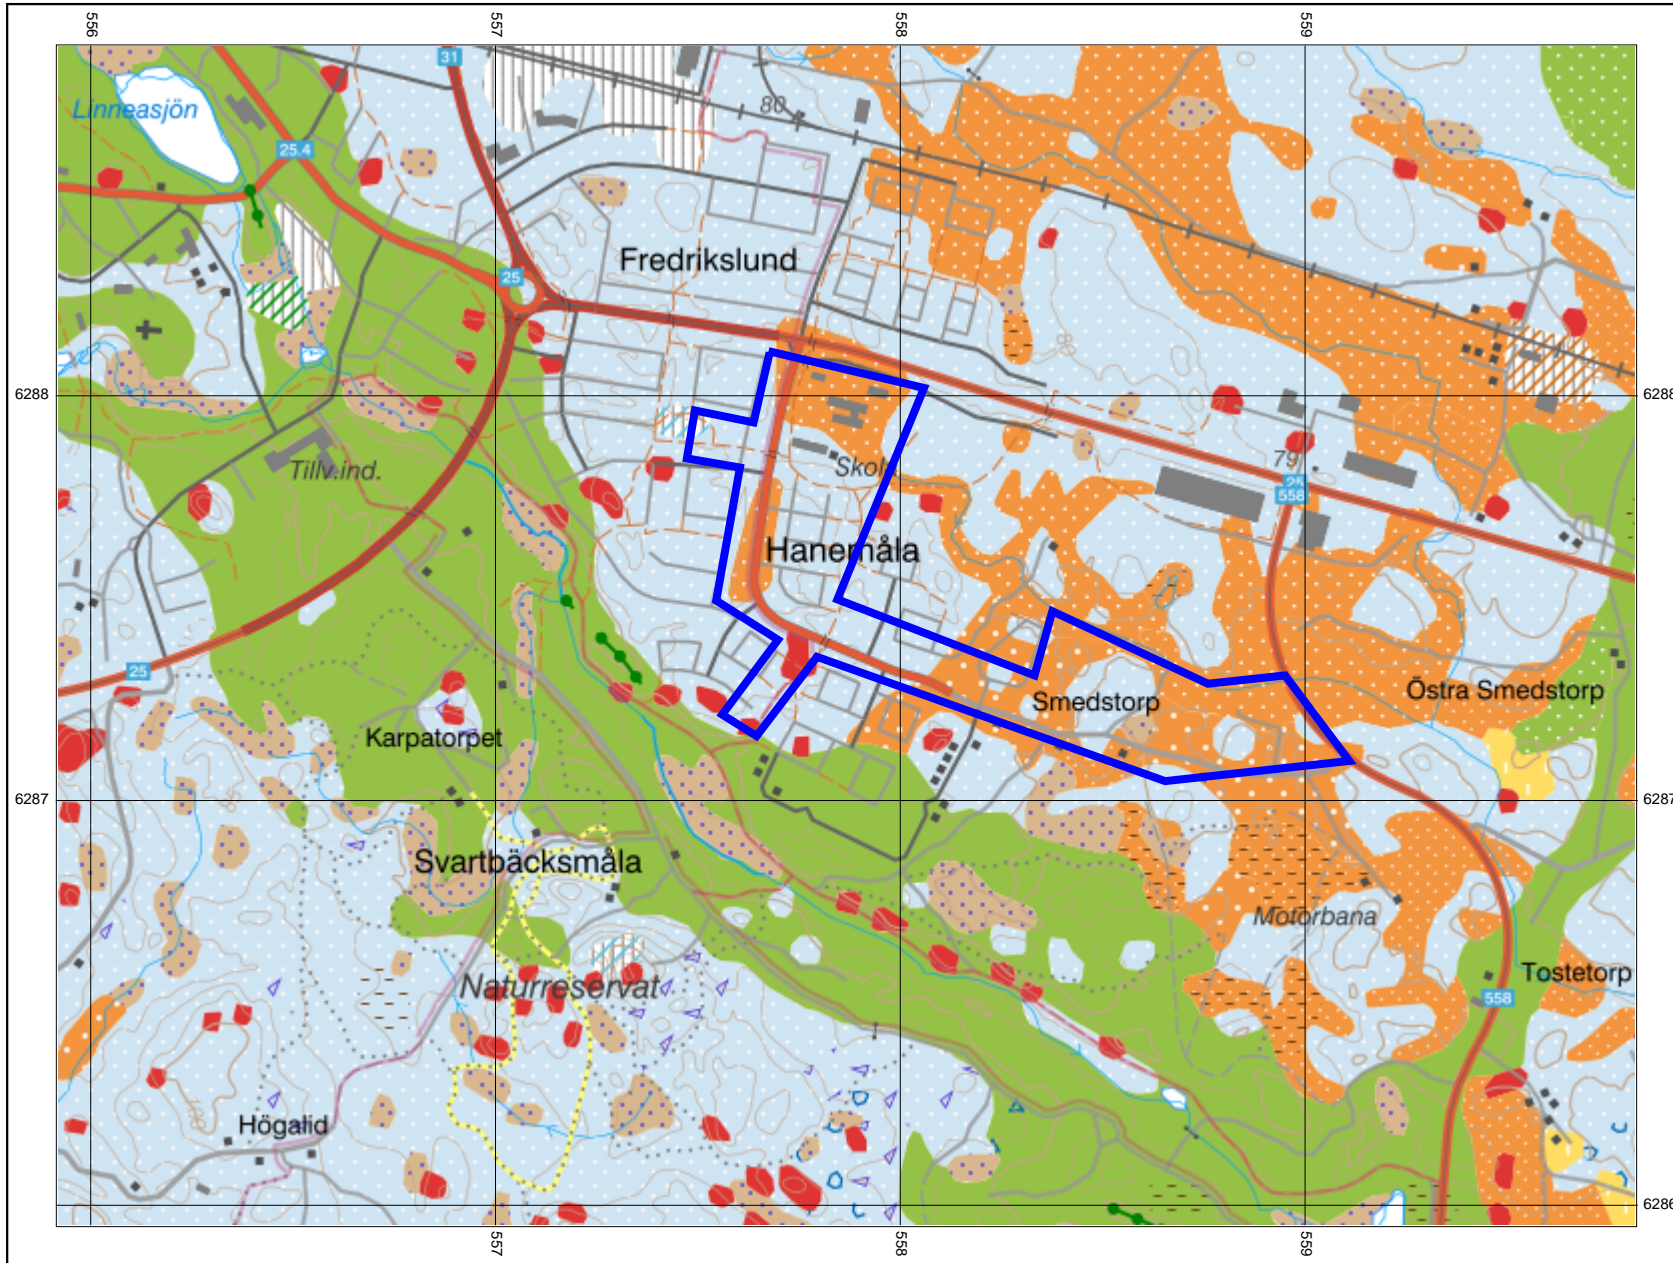 556
557
558
559
31
Linneasjön
80
25.4
Fredrikslund
25
6288
6288
Tillv.ind.
Skola
79
25
558
Hanemåla
25
Smedstorp
Östra Smedstorp
Karpatorpet
6287
6287
Svartbäcksmåla
Motorbana
Naturreservat
Tostetorp
558
Högalid
6286
557
558
559